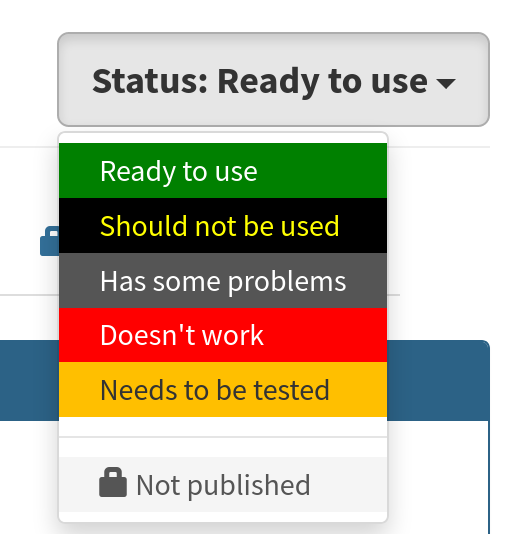 Status: Ready to use
Ready to use
Should not be used
Has some problems
Doesn't work
Needs to be tested
Not published